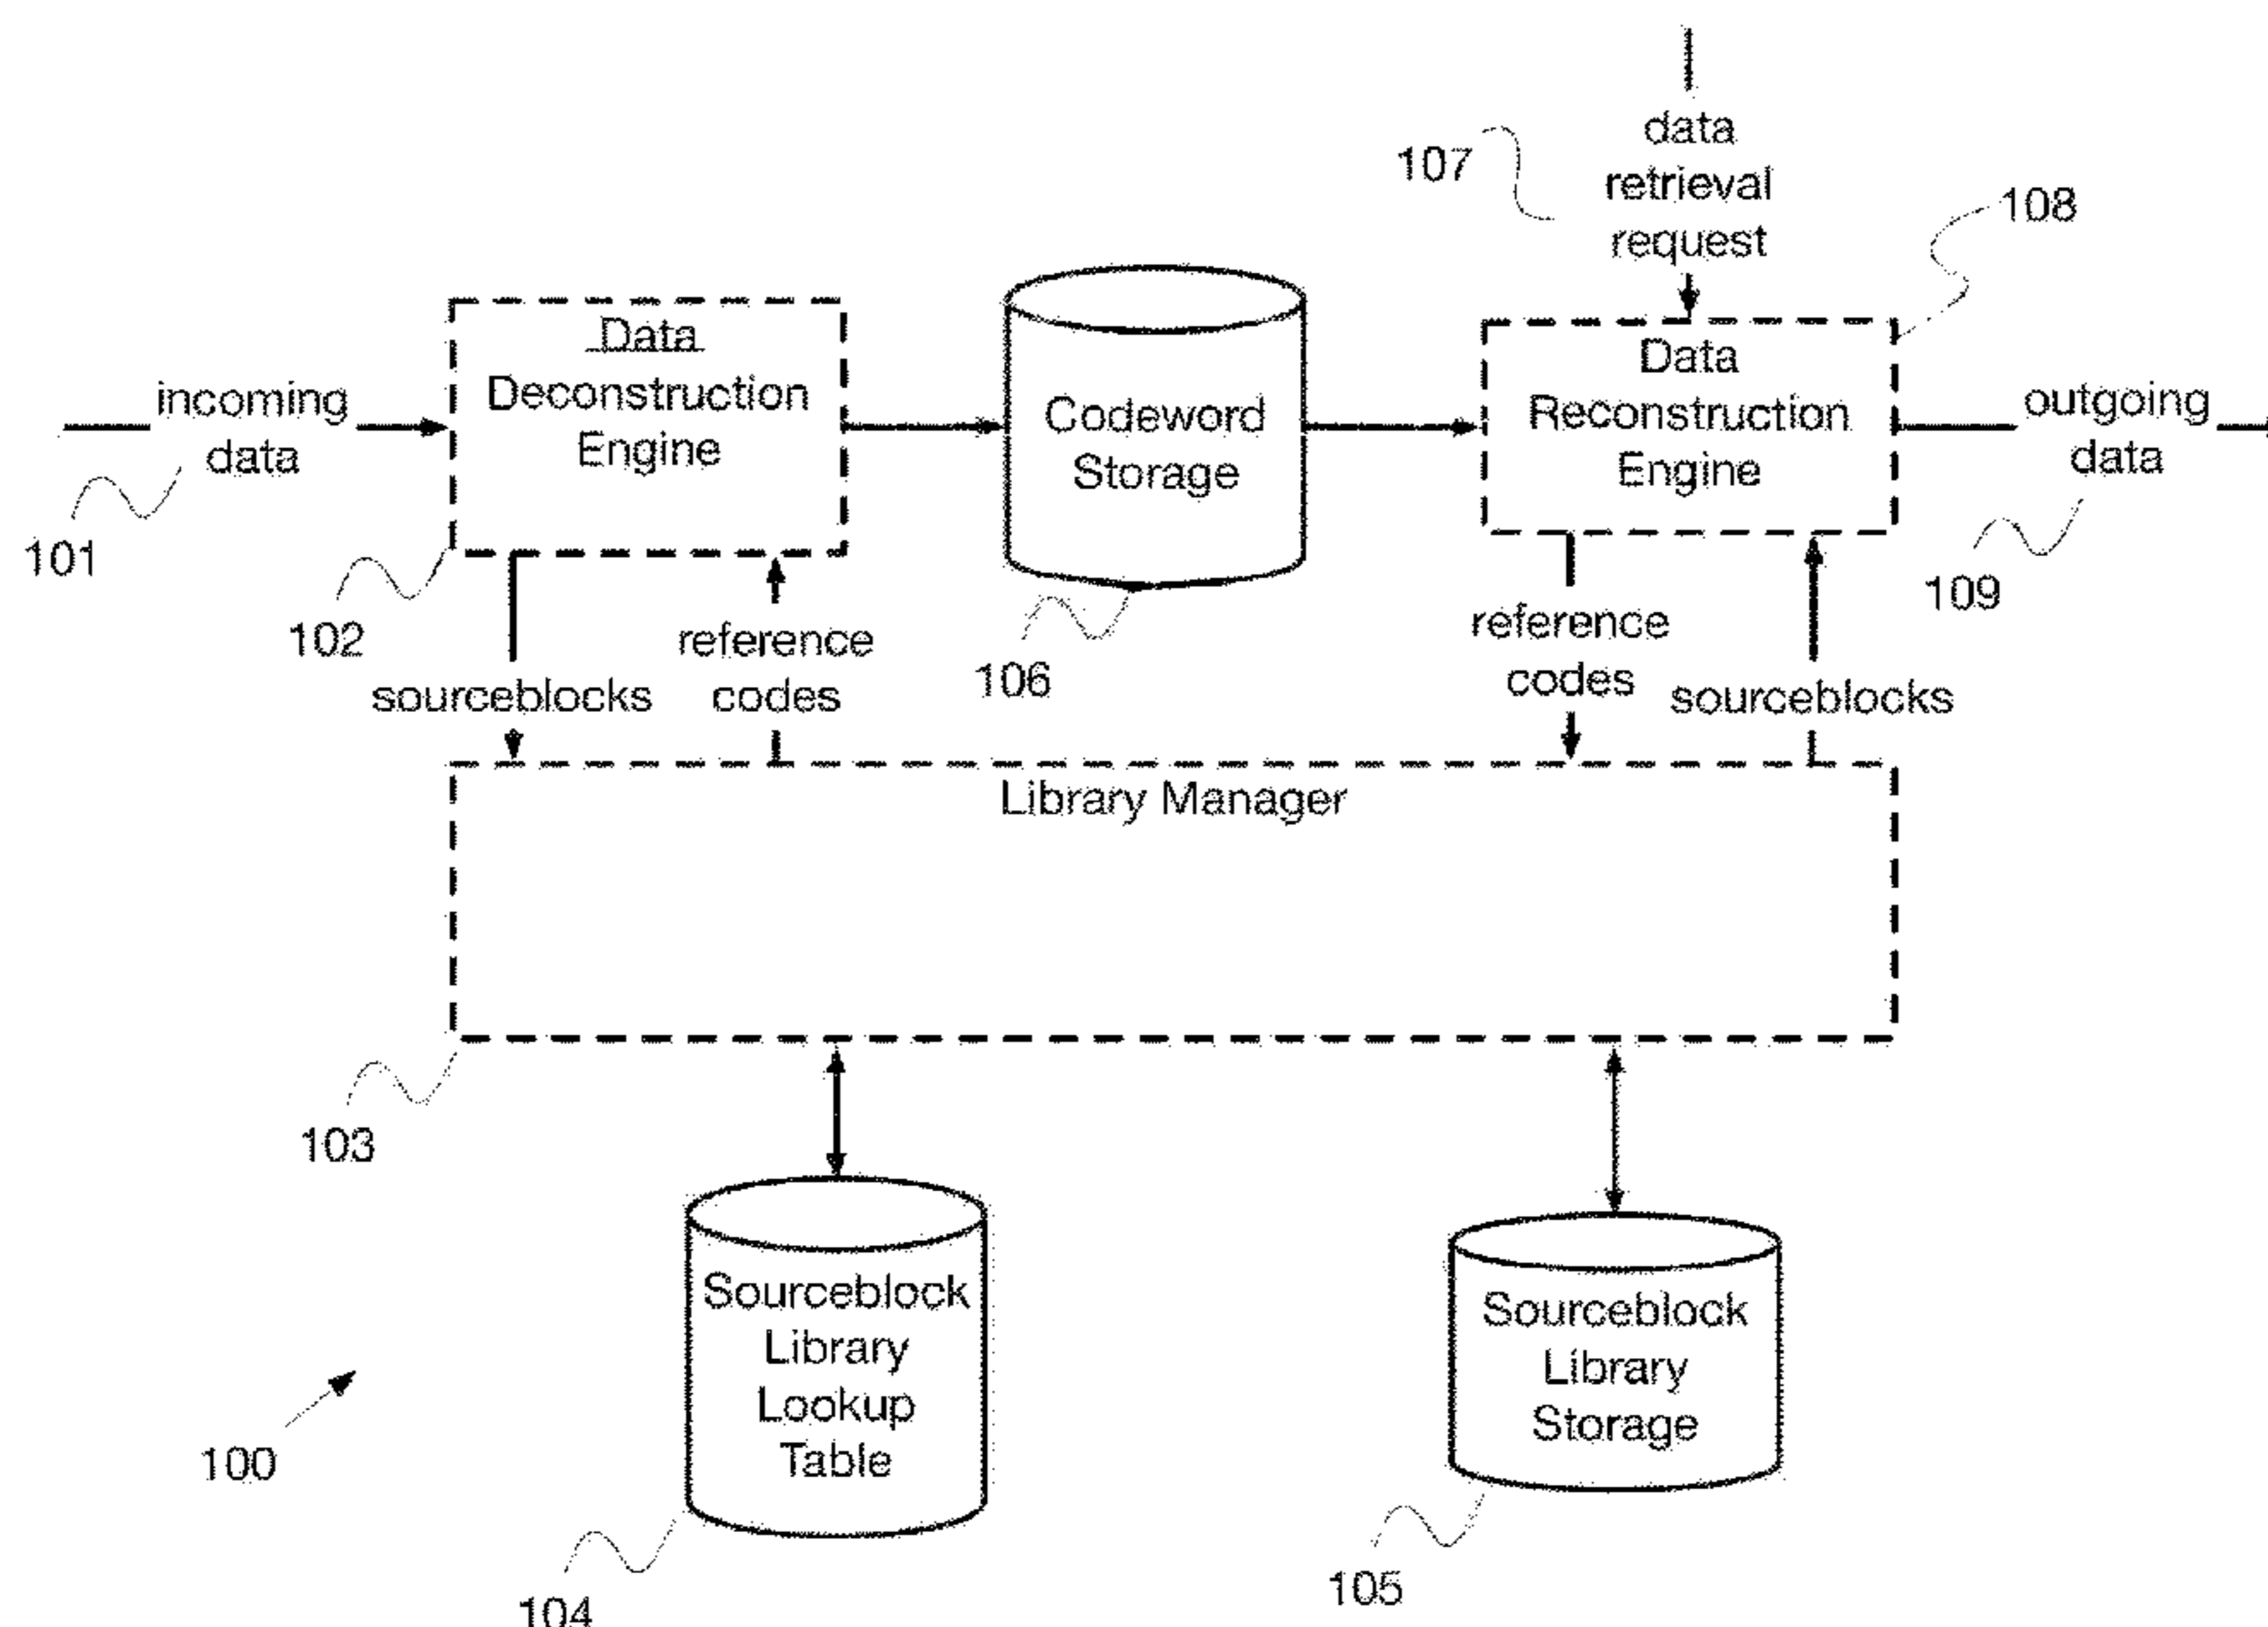 data
retrieval
request
107
108
incoming
data
101
Data
Deconstruction
Engine
102
Codeword
Storage
106
Data
Reconstruction
Engine
outgoing
data
109
sourceblocks
reference
codes
reference
codes
sourceblocks
Library Manager
103
Sourceblock
Library
Lookup
Table
104
Sourceblock
Library
Storage
105
100